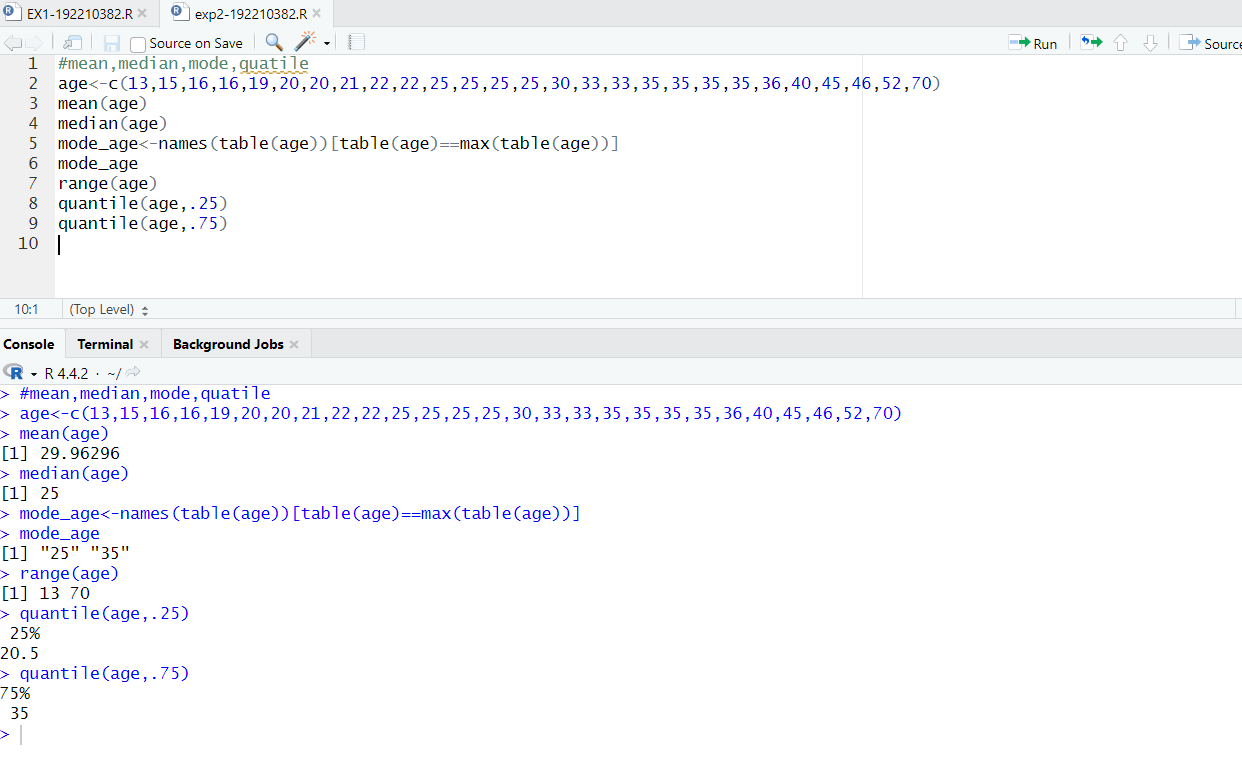 EX1-192210382.R
exp2-192210382.R
Source on Save
Run
Source
1 #mean,median,mode,quatile
2 age<-c(13,15,16,16,19,20,20,21,22,22,25,25,25,25,30,33,33,35,35,35,35,36,40,45,46,52,70)
3 mean(age)
4 median(age)
5 mode_age<-names(table(age))[table(age)==max(table(age))]
6 mode_age
7 range(age)
8 quantile(age,.25)
9 quantile(age,.75)
10
10:1 (Top Level)
Console Terminal Background Jobs
R R 4.4.2 · ~/
> #mean,median,mode,quatile
> age<-c(13,15,16,16,19,20,20,21,22,22,25,25,25,25,30,33,33,35,35,35,35,36,40,45,46,52,70)
> mean(age)
[1] 29.96296
> median(age)
[1] 25
> mode_age<-names(table(age))[table(age)==max(table(age))]
> mode_age
[1] "25" "35"
> range(age)
[1] 13 70
> quantile(age,.25)
25%
20.5
> quantile(age,.75)
75%
35
>